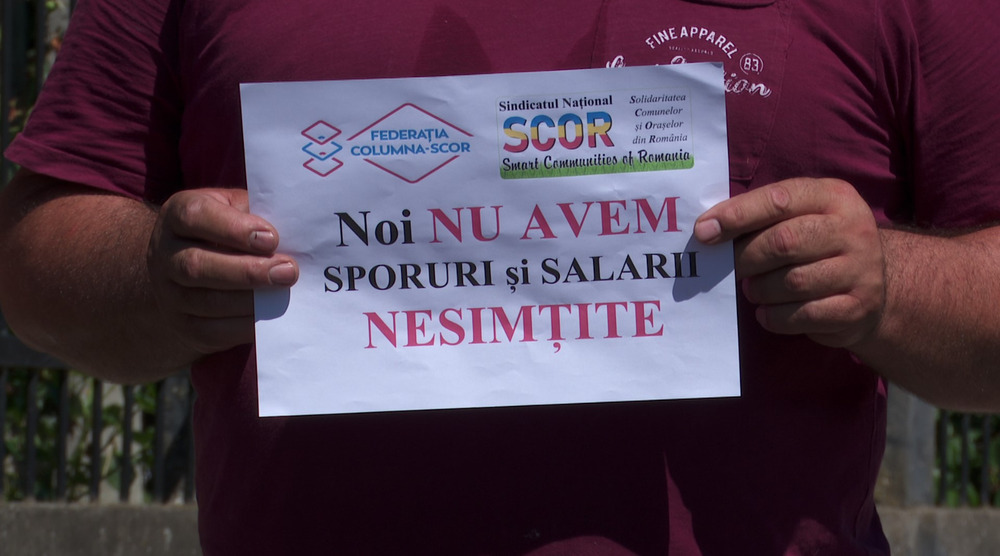 FINE APPAREL
83
FEDERAȚIA
COLUMNA-SCOR
Sindicatul Național
SCOR
Smart Communities of Romania
Solidaritatea
Comunelor
și Orașelor
din România
Noi NU AVEM
SPORURI și SALARII
NESIMȚITE